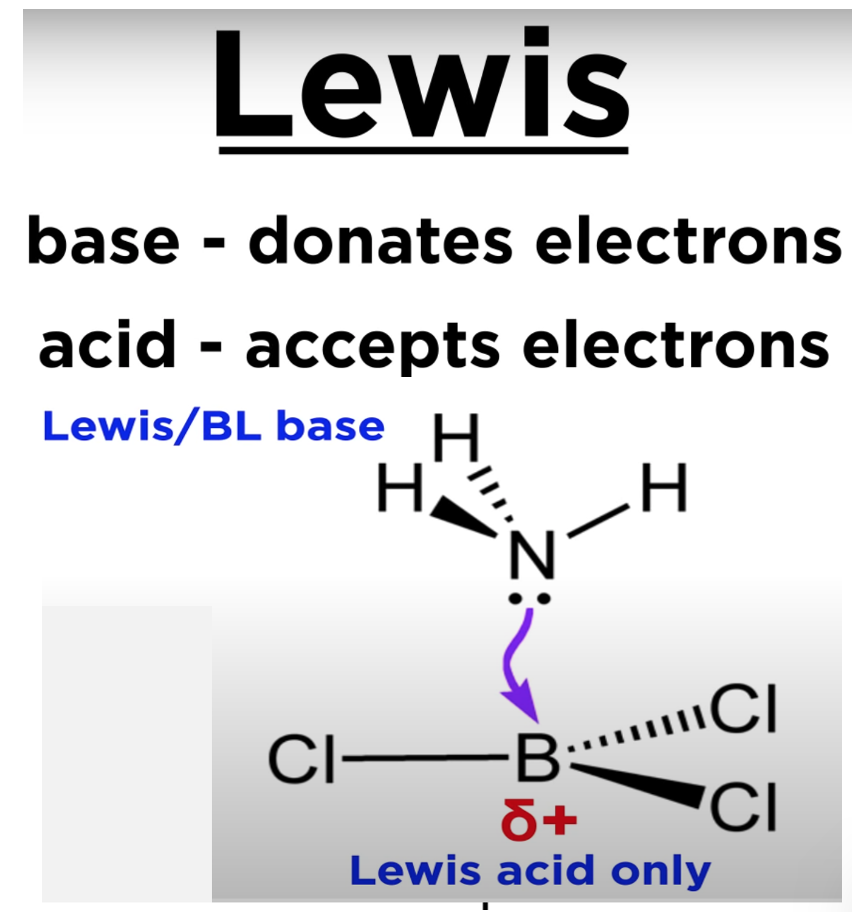 Lewis
base - donates electrons
acid - accepts electrons
Lewis/BL base
H
H
H
N
Cl
Cl
B
Cl
δ+
Lewis acid only